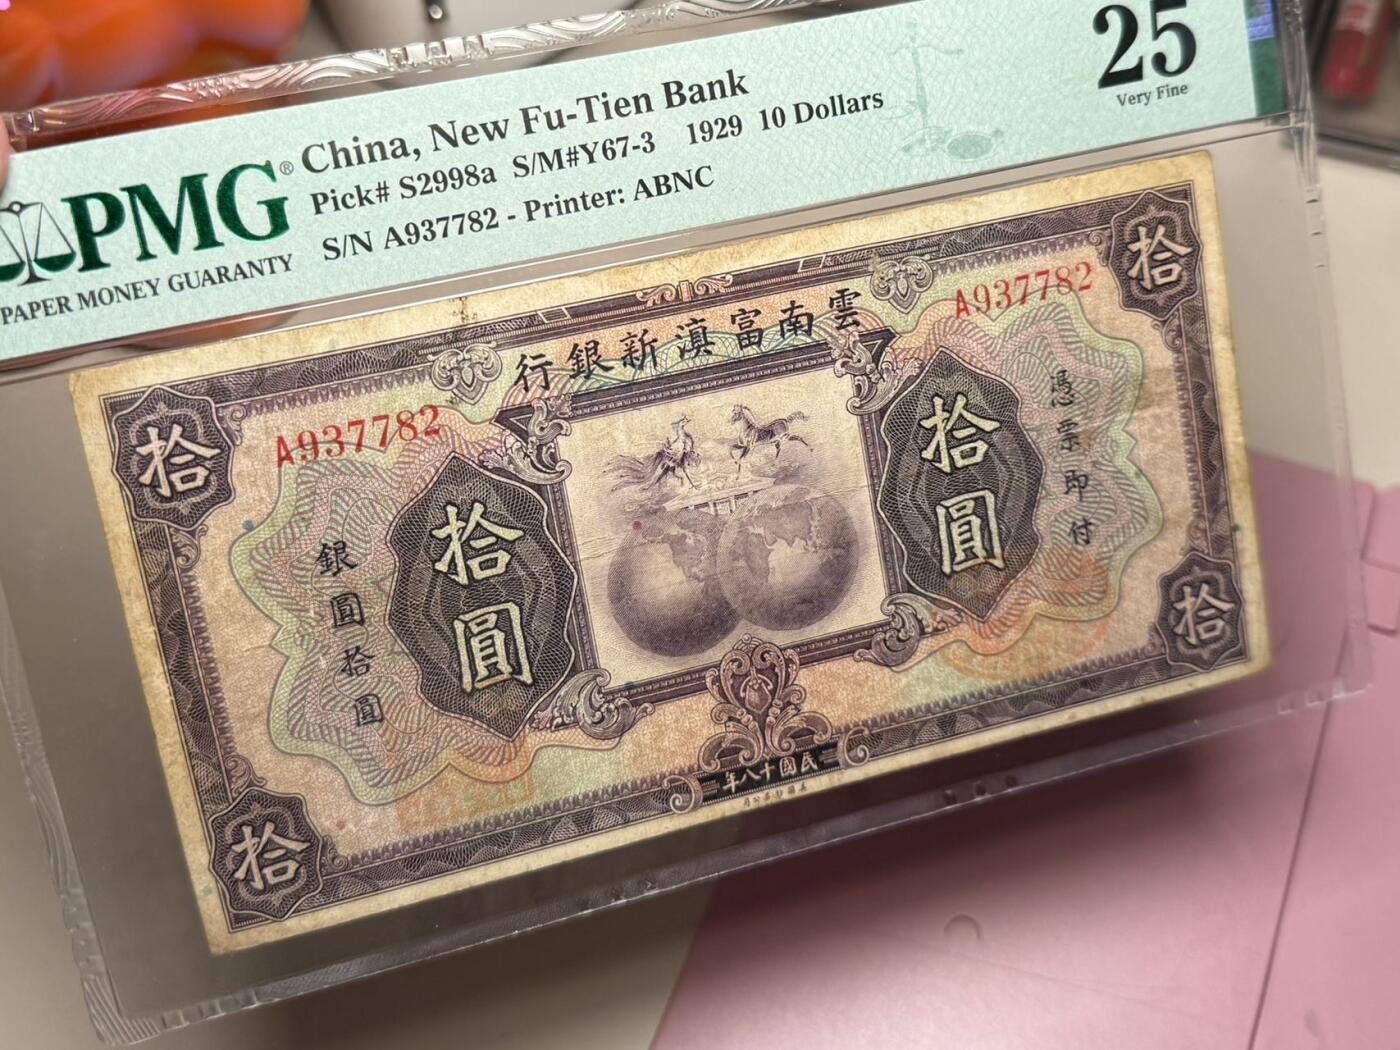 25
Very Fine
China, New Fu-Tien Bank
Pick# S2998a S/M#Y67-3 1929 10 Dollars
S/N A937782 - Printer: ABNC
PMG®
PAPER MONEY GUARANTY
雲南富滇新銀行
A937782
A937782
拾
拾
拾圓
拾圓
憑票即付
銀圓拾圓
拾
拾
民國十八年